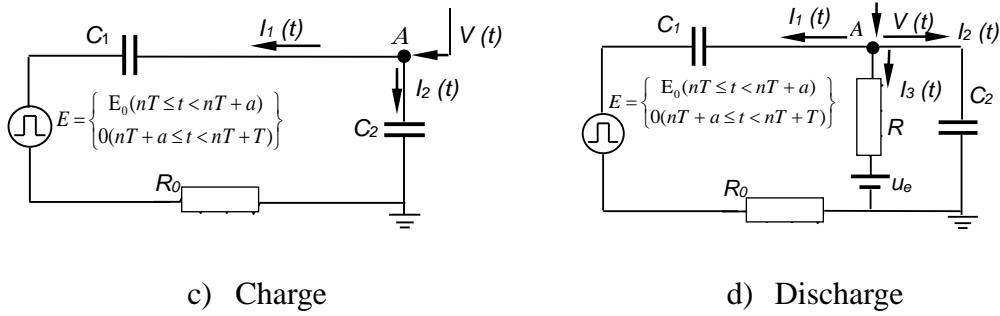 C1
I1 (t)
A
V (t)
I2 (t)
E = { E0(nT ≤ t < nT + a)
0(nT + a ≤ t < nT + T) }
C2
R0
c) Charge
C1
I1 (t)
A
V (t)
I2 (t)
E = { E0(nT ≤ t < nT + a)
0(nT + a ≤ t < nT + T) }
I3 (t)
C2
R
R0
ue
d) Discharge